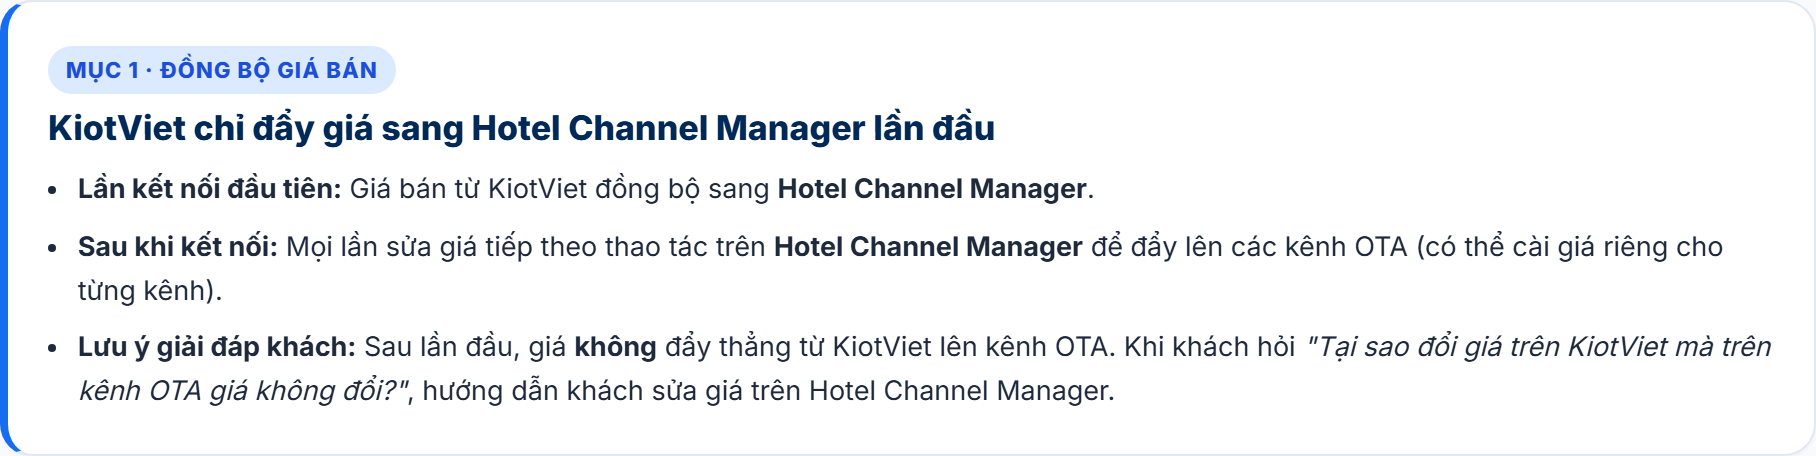 MỤC 1 · ĐỒNG BỘ GIÁ BÁN
KiotViet chỉ đẩy giá sang Hotel Channel Manager lần đầu
• Lần kết nối đầu tiên: Giá bán từ KiotViet đồng bộ sang Hotel Channel Manager.
• Sau khi kết nối: Mọi lần sửa giá tiếp theo thao tác trên Hotel Channel Manager để đẩy lên các kênh OTA (có thể cài giá riêng cho
từng kênh).
• Lưu ý giải đáp khách: Sau lần đầu, giá không đẩy thẳng từ KiotViet lên kênh OTA. Khi khách hỏi "Tại sao đổi giá trên KiotViet mà trên
kênh OTA giá không đổi?", hướng dẫn khách sửa giá trên Hotel Channel Manager.